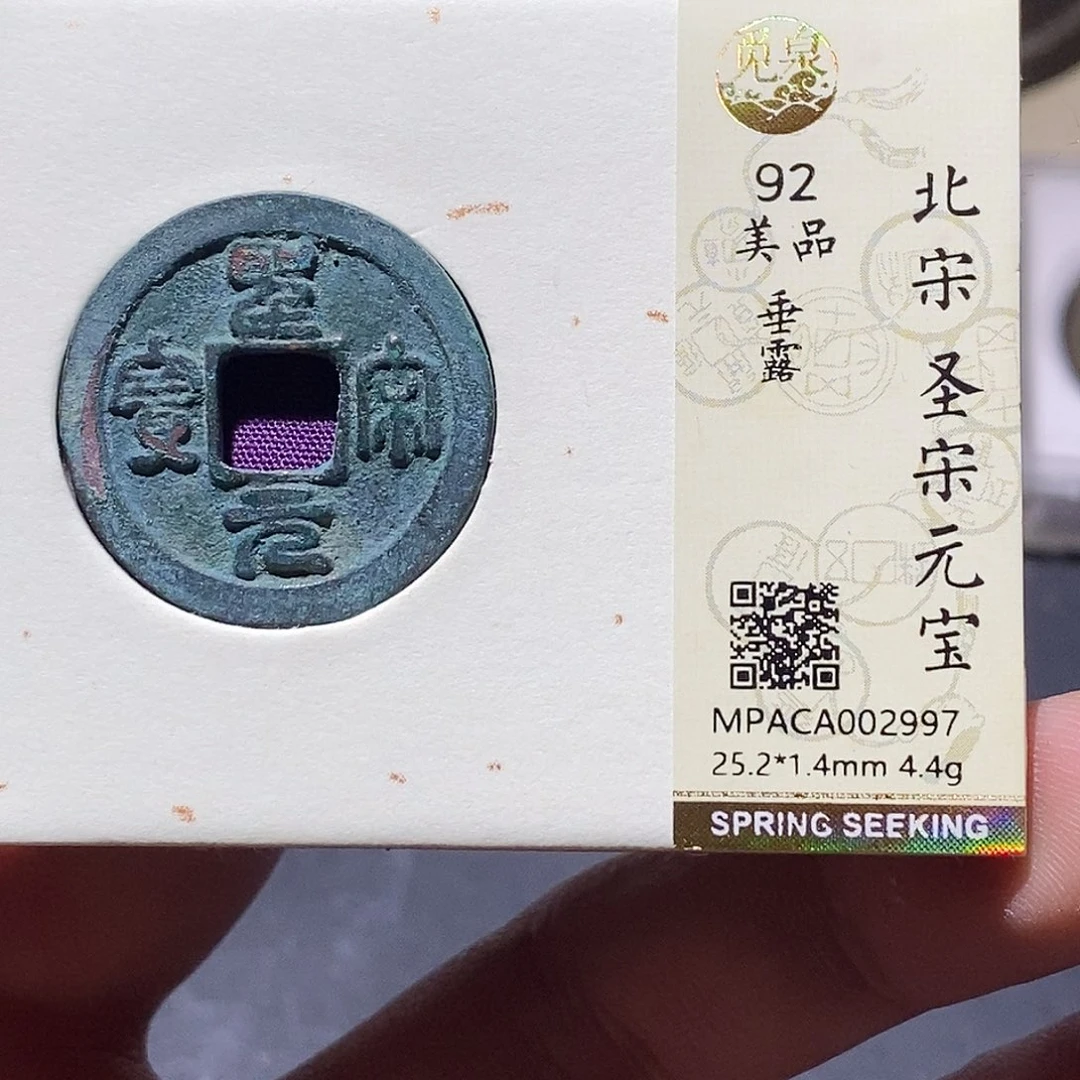 聖宋元寳
觅泉
92
美品
垂露
北宋 圣宋元宝
MPACA002997
25.2*1.4mm 4.4g
SPRING SEEKING